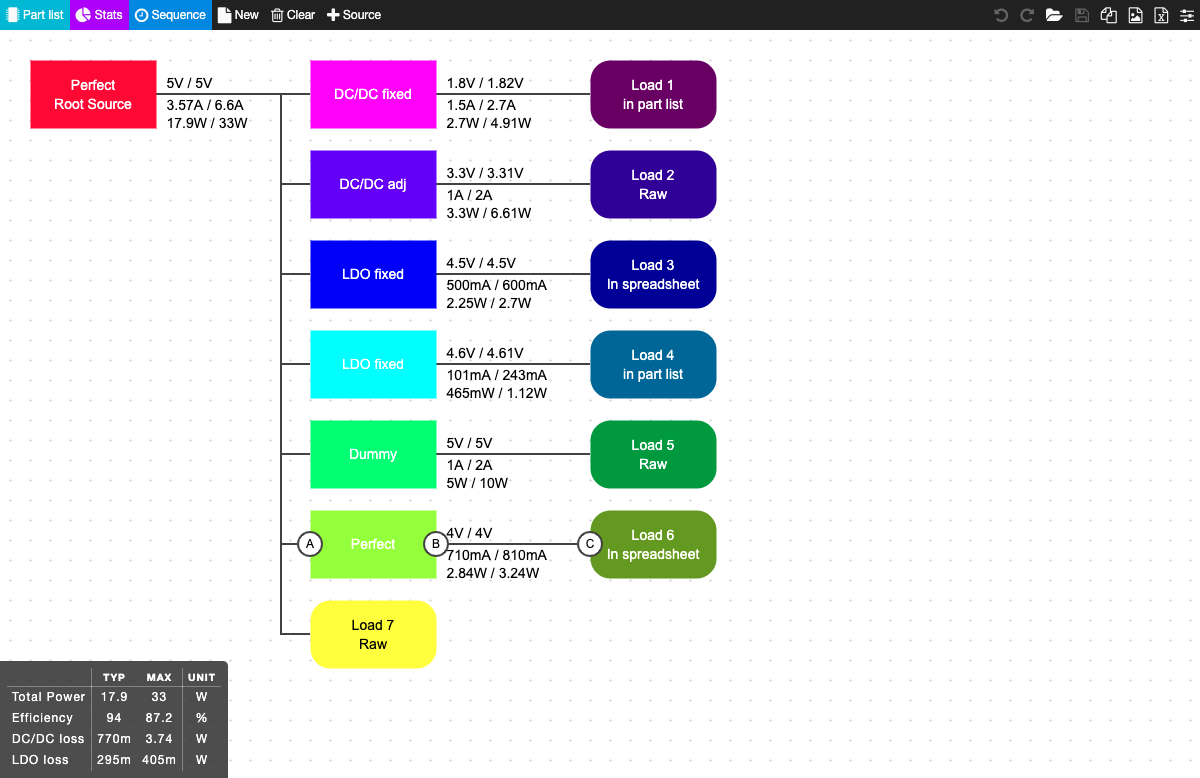 Part list Stats Sequence New Clear Source
Perfect
Root Source
5V / 5V
3.57A / 6.6A
17.9W / 33W
DC/DC fixed
1.8V / 1.82V
1.5A / 2.7A
2.7W / 4.91W
Load 1
in part list
DC/DC adj
3.3V / 3.31V
1A / 2A
3.3W / 6.61W
Load 2
Raw
LDO fixed
4.5V / 4.5V
500mA / 600mA
2.25W / 2.7W
Load 3
In spreadsheet
LDO fixed
4.6V / 4.61V
101mA / 243mA
465mW / 1.12W
Load 4
in part list
Dummy
5V / 5V
1A / 2A
5W / 10W
Load 5
Raw
A
Perfect
B
4V / 4V
710mA / 810mA
2.84W / 3.24W
C
Load 6
In spreadsheet
Load 7
Raw
TYP MAX UNIT
Total Power 17.9 33 W
Efficiency 94 87.2 %
DC/DC loss 770m 3.74 W
LDO loss 295m 405m W